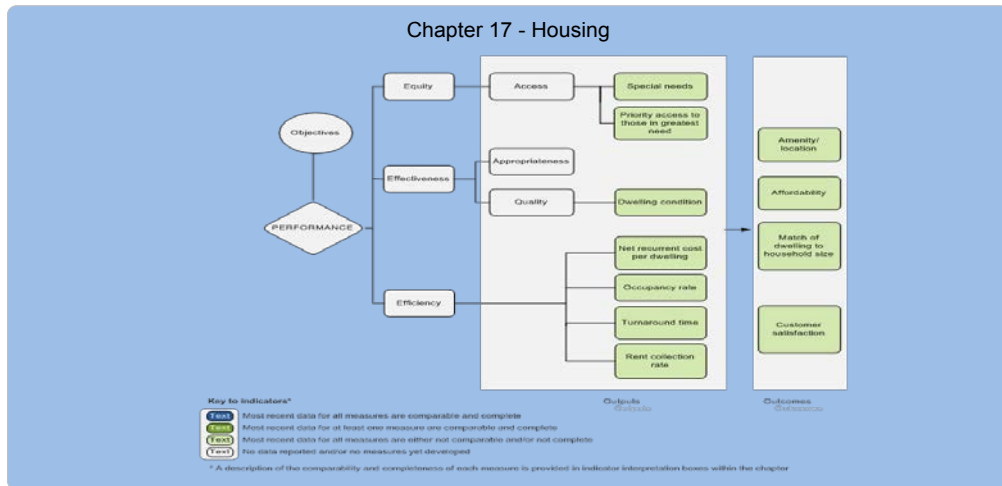 Chapter 17 - Housing
Objectives
PERFORMANCE
Equity
Access
Special needs
Priority access to
those in greatest
need
Effectiveness
Appropriateness
Quality
Dwelling condition
Efficiency
Net recurrent cost
per dwelling
Occupancy rate
Turnaround time
Rent collection
rate
Amenity/
location
Affordability
Match of
dwelling to
household size
Customer
satisfaction
Outputs
Outputs
Outcomes
Outcomes
Key to indicators*
Text Most recent data for all measures are comparable and complete
Text Most recent data for at least one measure are comparable and complete
Text Most recent data for all measures are either not comparable and/or not complete
Text No data reported and/or no measures yet developed
* A description of the comparability and completeness of each measure is provided in indicator interpretation boxes within the chapter